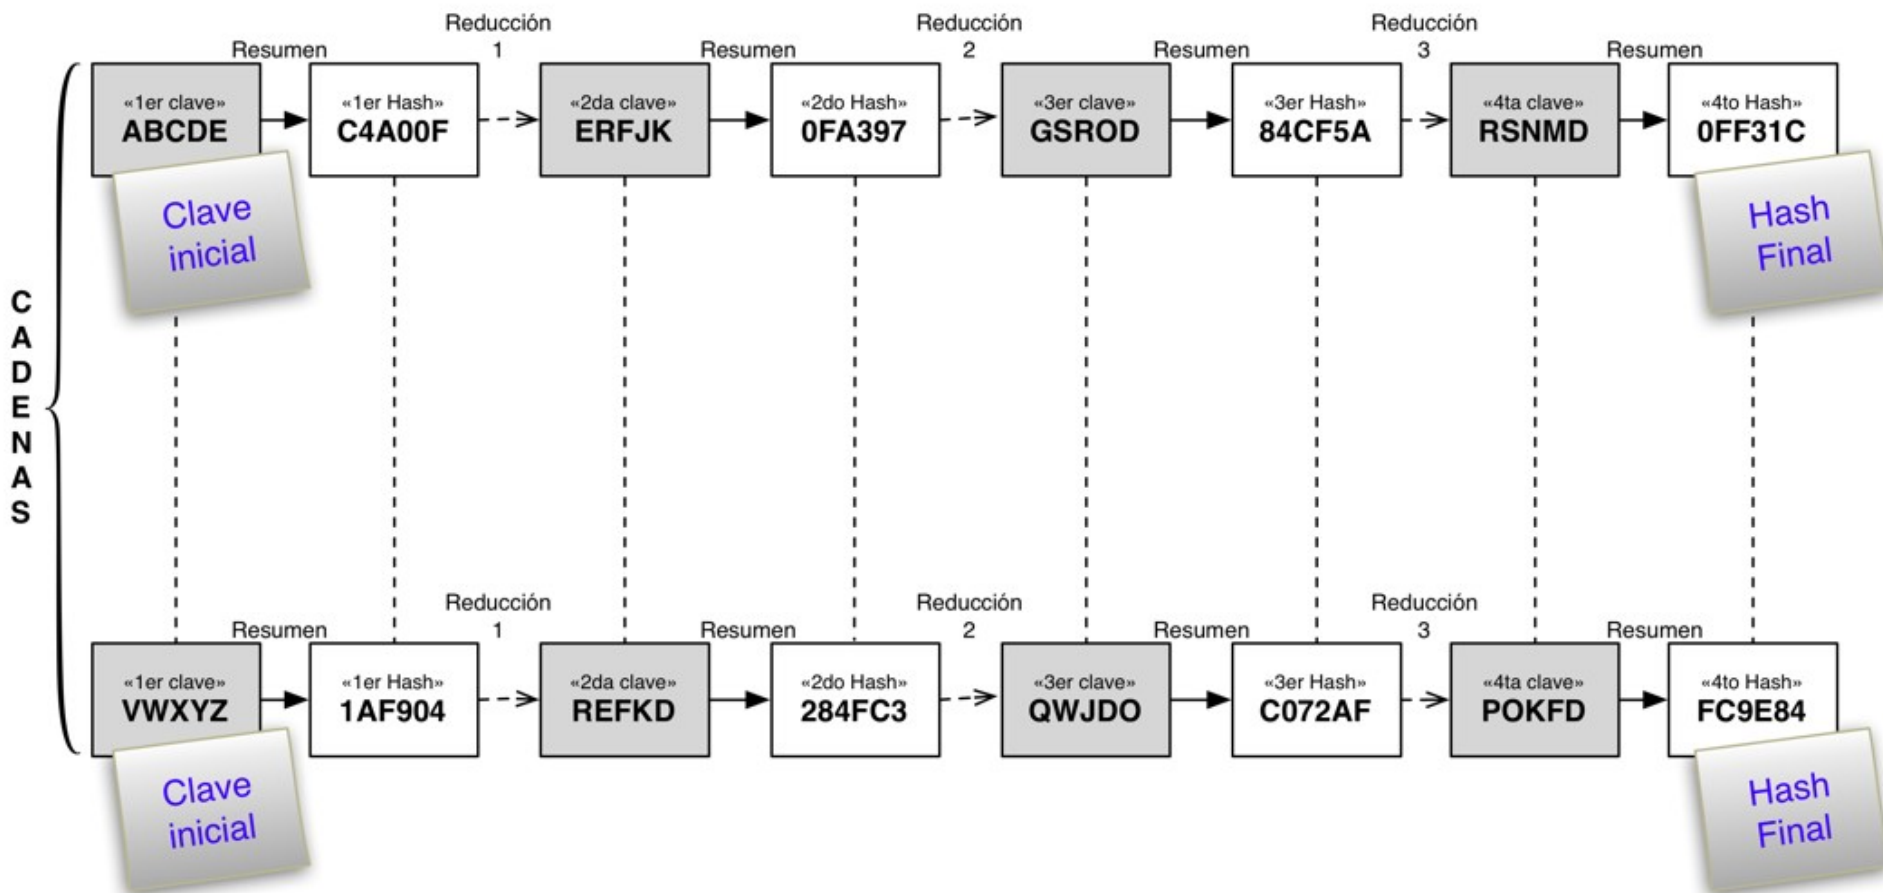 Reducción Reducción Reducción
Resumen 1 Resumen 2 Resumen 3 Resumen
«1er clave» «1er Hash» «2da clave» «2do Hash» «3er clave» «3er Hash» «4ta clave» «4to Hash»
ABCDE C4A00F ERFJK 0FA397 GSROD 84CF5A RSNMD 0FF31C
Clave
inicial
Hash
Final
C
A
D
E
N
A
S
Reducción Reducción Reducción
Resumen 1 Resumen 2 Resumen 3 Resumen
«1er clave» «1er Hash» «2da clave» «2do Hash» «3er clave» «3er Hash» «4ta clave» «4to Hash»
VWXYZ 1AF904 REFKD 284FC3 QWJDO C072AF POKFD FC9E84
Clave
inicial
Hash
Final